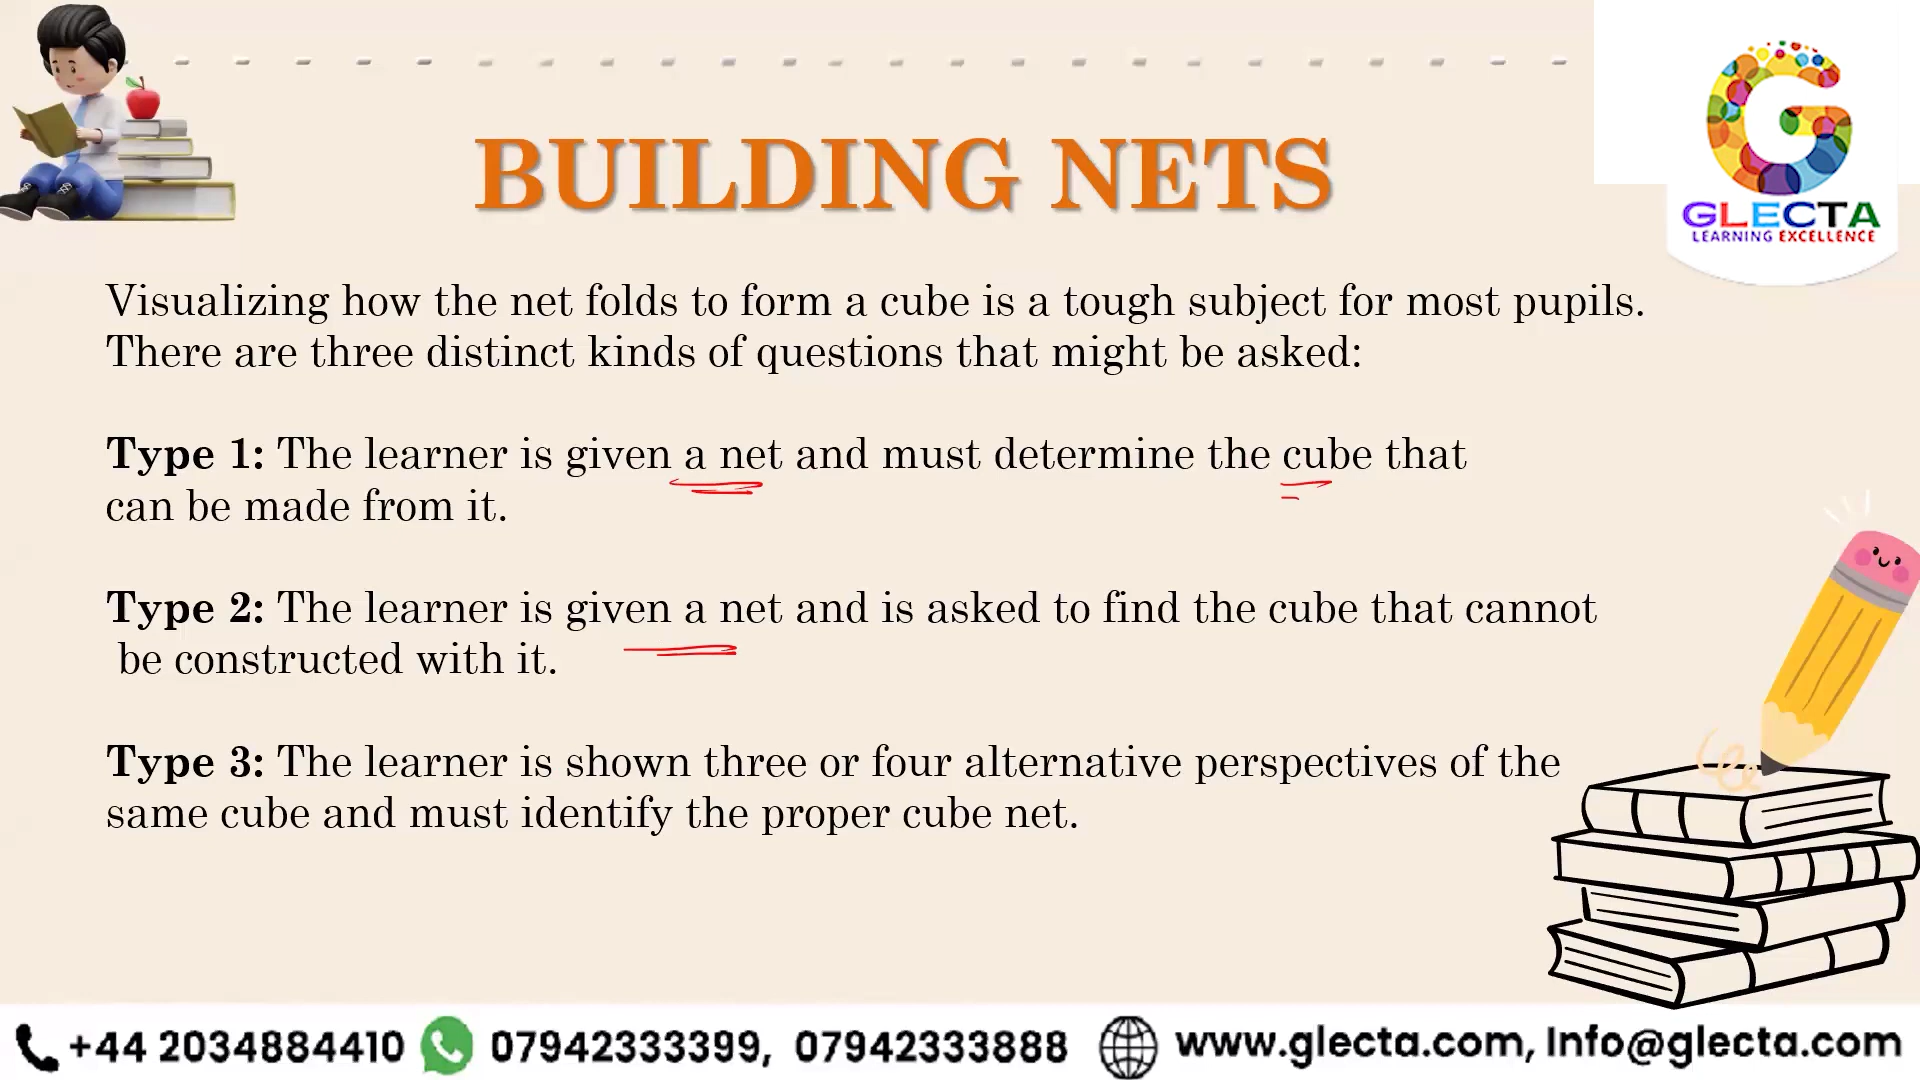 BUILDING NETS
GLECTA
LEARNING EXCELLENCE
Visualizing how the net folds to form a cube is a tough subject for most pupils.
There are three distinct kinds of questions that might be asked:
Type 1: The learner is given a net and must determine the cube that
can be made from it.
Type 2: The learner is given a net and is asked to find the cube that cannot
be constructed with it.
Type 3: The learner is shown three or four alternative perspectives of the
same cube and must identify the proper cube net.
+44 2034884410 07942333399, 07942333888 www.glecta.com, Info@glecta.com